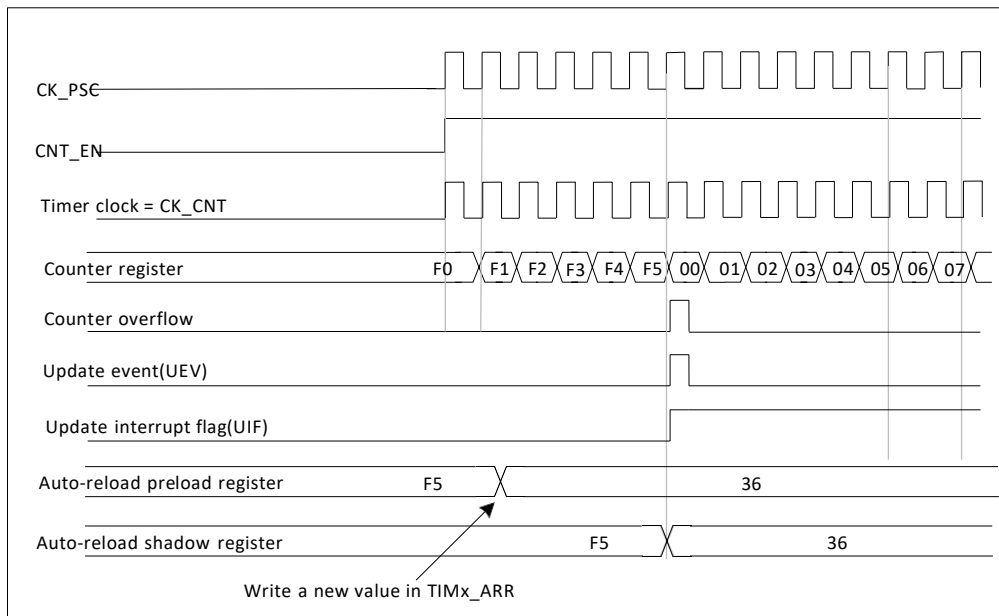 CK_PSC
CNT_EN
Timer clock = CK_CNT
Counter register F0 F1 F2 F3 F4 F5 00 01 02 03 04 05 06 07
Counter overflow
Update event(UEV)
Update interrupt flag(UIF)
Auto-reload preload register F5 36
Auto-reload shadow register F5 36
Write a new value in TIMx_ARR